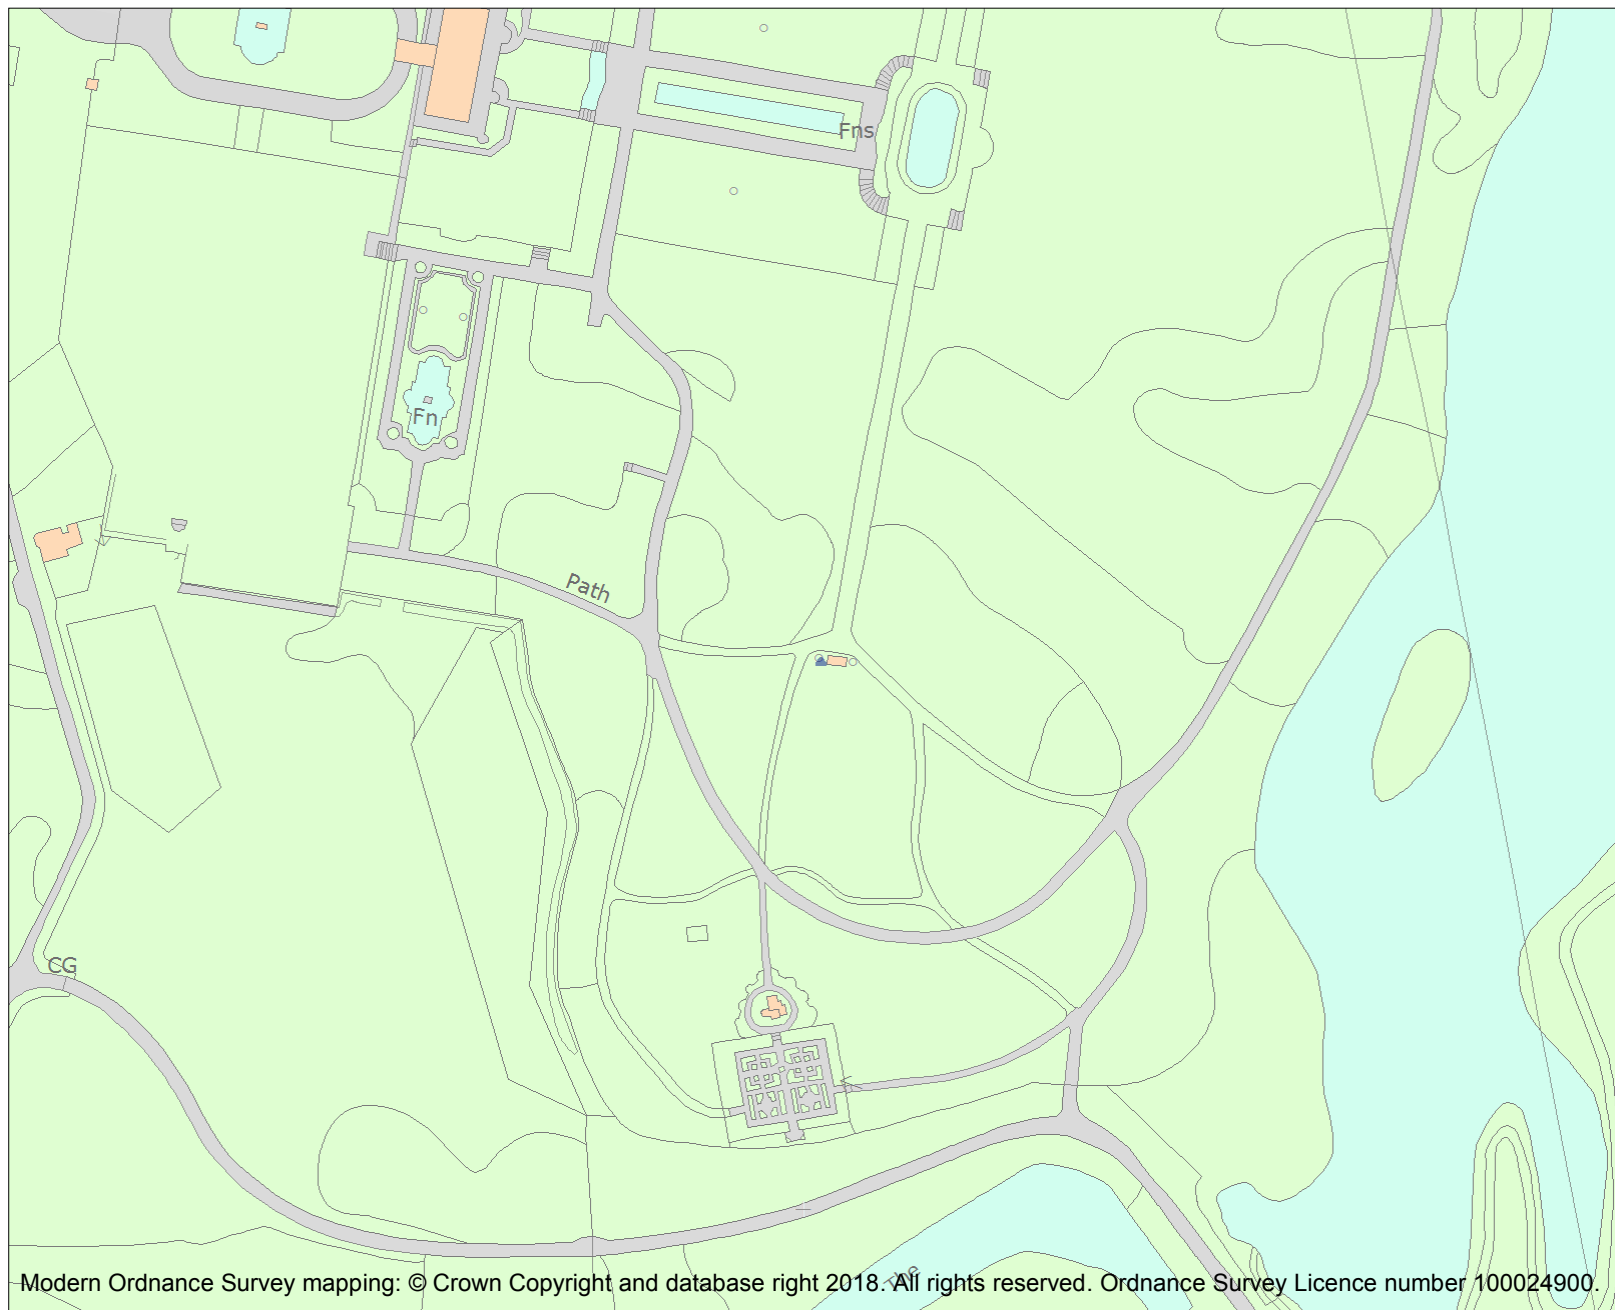 Fns
Fn
Path
CG
The
Modern Ordnance Survey mapping: © Crown Copyright and database right 2018. All rights reserved. Ordnance Survey Licence number 100024900.